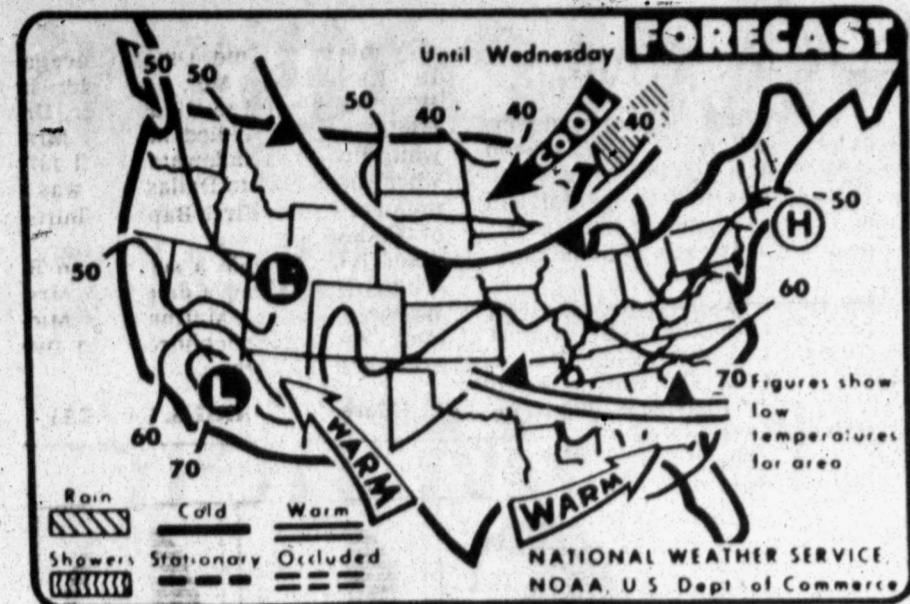 FORECAST
Until Wednesday
50
50
50
40
40
COOL
40
50
H
50
L
60
L
70
Figures show
low
temperatures
for area
60
70
WARM
WARM
Rain
Cold
Warm
Showers
Stationary
Occluded
NATIONAL WEATHER SERVICE,
NOAA, U S Dept of Commerce